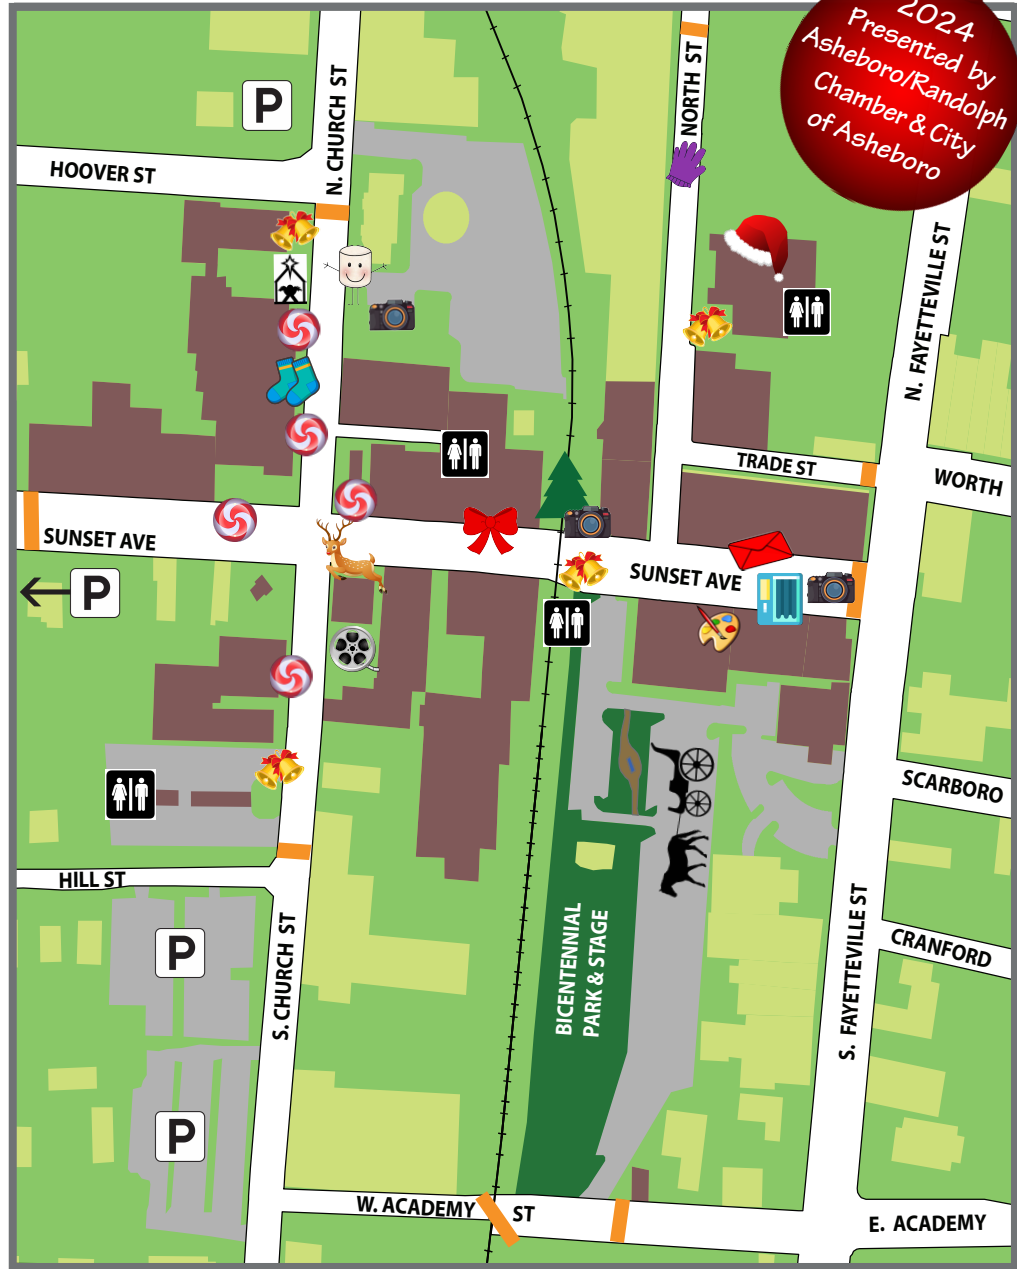 2024
Presented by
Asheboro/Randolph
Chamber & City
of Asheboro
P
N. CHURCH ST
NORTH ST
HOOVER ST
N. FAYETTEVILLE ST
TRADE ST
WORTH
SUNSET AVE
SUNSET AVE
P
SCARBORO
HILL ST
S. CHURCH ST
P
BICENTENNIAL
PARK & STAGE
S. FAYETTEVILLE ST
CRANFORD
P
W. ACADEMY ST
E. ACADEMY